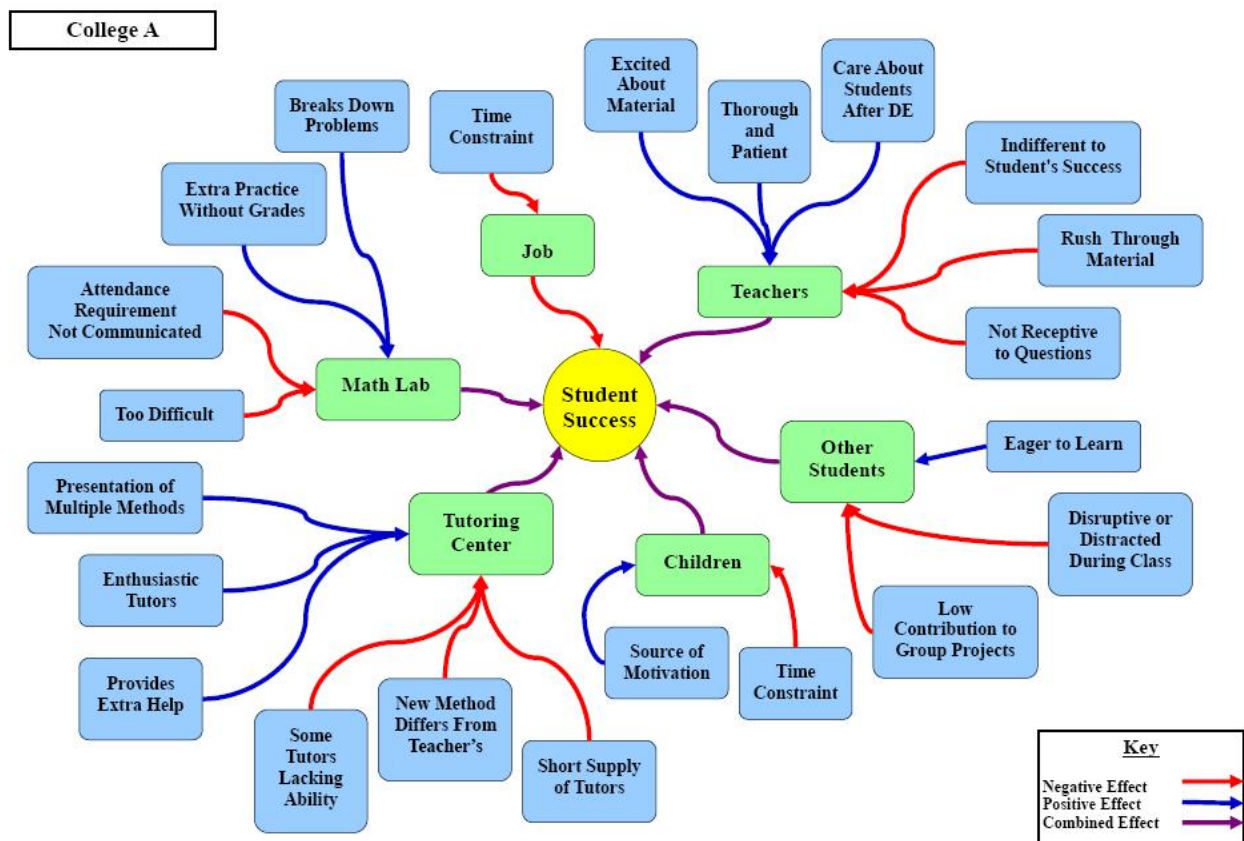 College A
Excited
About
Material
Care About
Students
After DE
Breaks Down
Problems
Time
Constraint
Thorough
and
Patient
Indifferent to
Student's Success
Extra Practice
Without Grades
Job
Rush Through
Material
Teachers
Attendance
Requirement
Not Communicated
Not Receptive
to Questions
Math Lab
Student
Success
Too Difficult
Other
Students
Eager to Learn
Presentation of
Multiple Methods
Tutoring
Center
Disruptive or
Distracted
During Class
Children
Enthusiastic
Tutors
Low
Contribution to
Group Projects
Source of
Motivation
Time
Constraint
Provides
Extra Help
New Method
Differs From
Teacher’s
Some
Tutors
Lacking
Ability
Short Supply
of Tutors
Key
Negative Effect
Positive Effect
Combined Effect